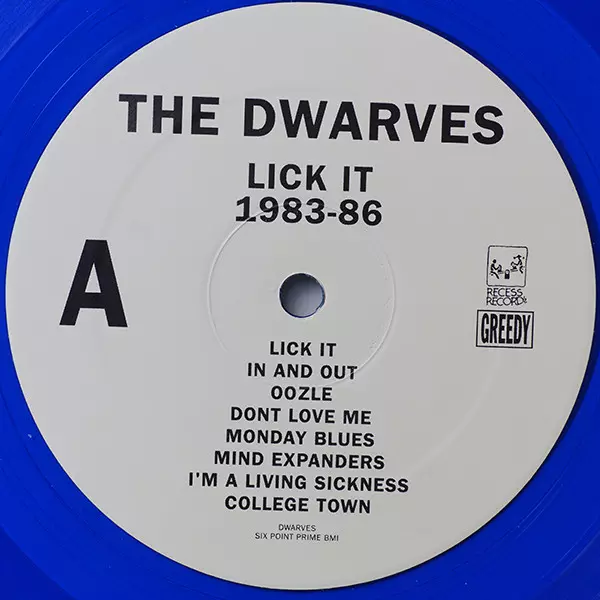 THE DWARVES
LICK IT
1983-86
A
RECESS
RECORDS
GREEDY
LICK IT
IN AND OUT
OOZLE
DONT LOVE ME
MONDAY BLUES
MIND EXPANDERS
I'M A LIVING SICKNESS
COLLEGE TOWN
DWARVES
SIX POINT PRIME BMI